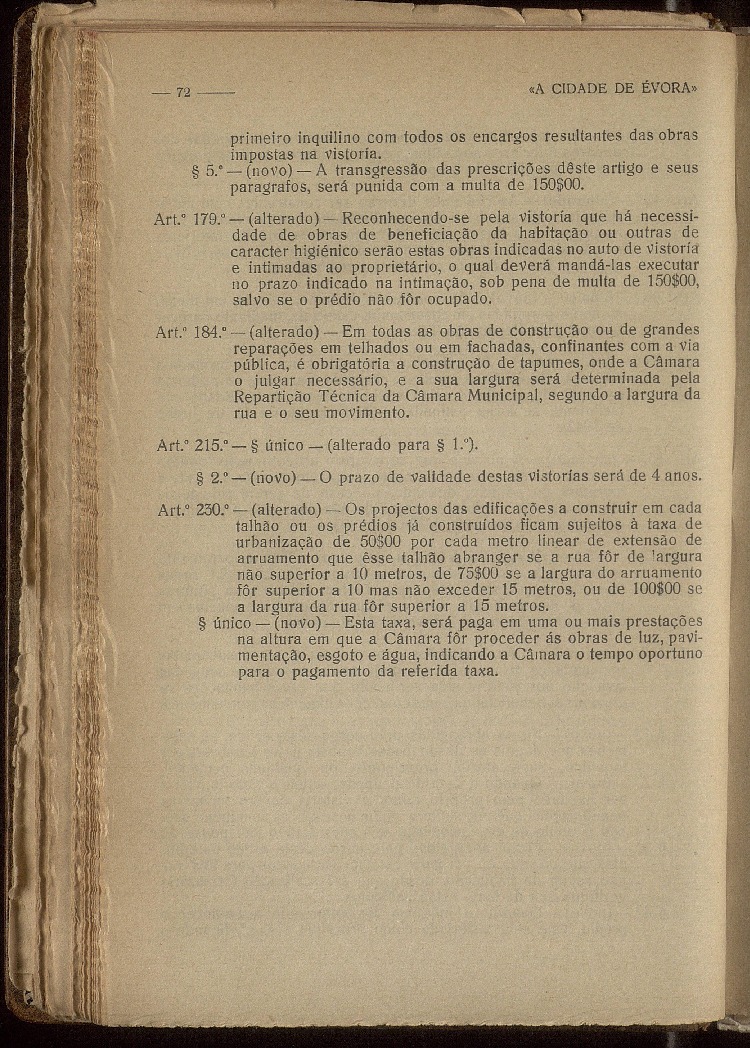 — 72 —— «A CIDADE DE ÉVORA»
primeiro inquilino com todos os encargos resultantes das obras
impostas na vistoria.
§ 5.º — (novo) — A transgressão das prescrições dêste artigo e seus
paragrafos, será punida com a multa de 150$00.
Art.º 179.º — (alterado) — Reconhecendo-se pela vistoria que há necessi-
dade de obras de beneficiação da habitação ou outras de
caracter higiénico serão estas obras indicadas no auto de vistoria
e intimadas ao proprietário, o qual deverá mandá-las executar
no prazo indicado na intimação, sob pena de multa de 150$00,
salvo se o prédio não fôr ocupado.
Art.º 184.º — (alterado) — Em todas as obras de construção ou de grandes
reparações em telhados ou em fachadas, confinantes com a via
pública, é obrigatória a construção de tapumes, onde a Câmara
o julgar necessário, e a sua largura será determinada pela
Repartição Técnica da Câmara Municipal, segundo a largura da
rua e o seu movimento.
Art.º 215.º — § único — (alterado para § 1.º).
§ 2.º — (novo) — O prazo de validade destas vistorias será de 4 anos.
Art.º 230.º — (alterado) — Os projectos das edificações a construir em cada
talhão ou os prédios já construídos ficam sujeitos à taxa de
urbanização de 50$00 por cada metro linear de extensão de
arruamento que êsse talhão abranger se a rua fôr de largura
não superior a 10 metros, de 75$00 se a largura do arruamento
fôr superior a 10 mas não exceder 15 metros, ou de 100$00 se
a largura da rua fôr superior a 15 metros.
§ único — (novo) — Esta taxa, será paga em uma ou mais prestações
na altura em que a Câmara fôr proceder ás obras de luz, pavi-
mentação, esgoto e água, indicando a Câmara o tempo oportuno
para o pagamento da referida taxa.